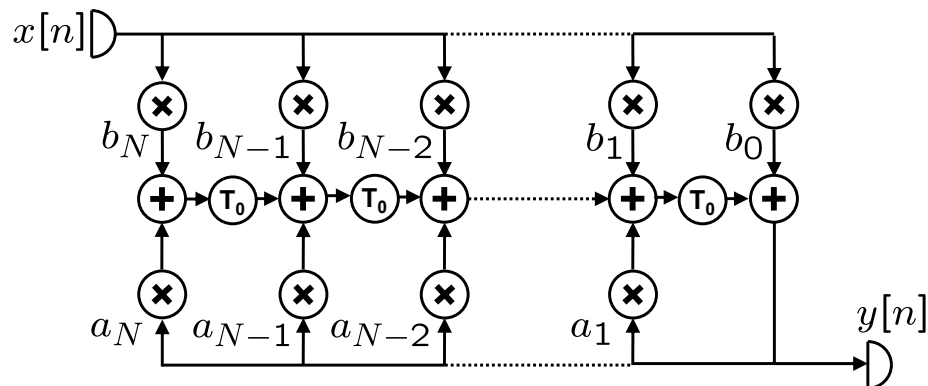 x[n]
b_N b_{N-1} b_{N-2} b_1 b_0
T_0 T_0 T_0
a_N a_{N-1} a_{N-2} a_1
y[n]